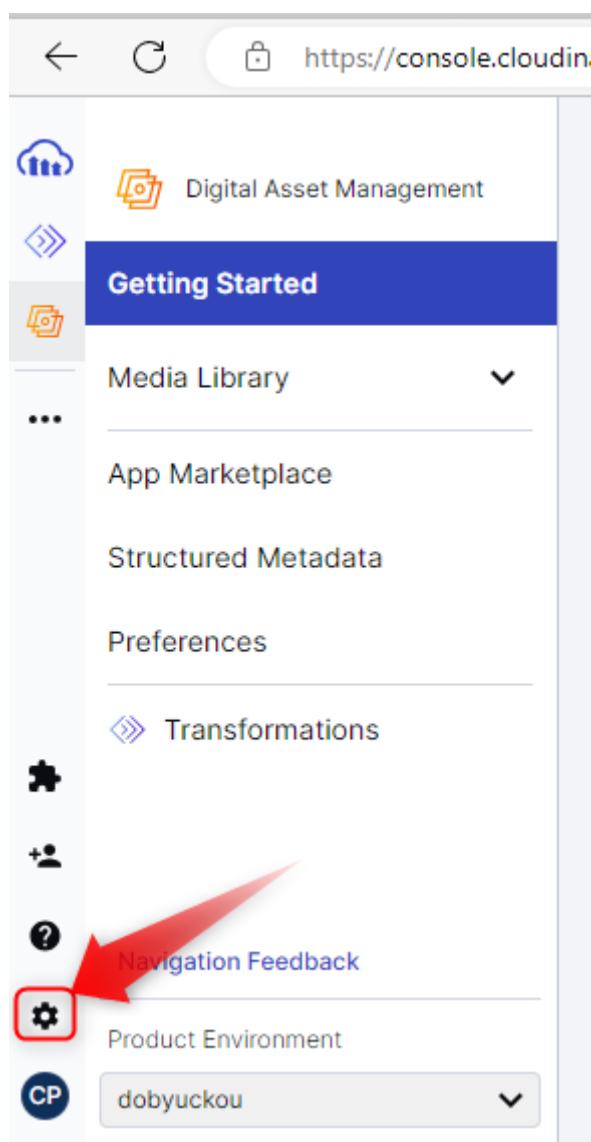 https://console.cloudina
Digital Asset Management
Getting Started
Media Library
App Marketplace
Structured Metadata
Preferences
Transformations
Navigation Feedback
Product Environment
CP
dobyuckou